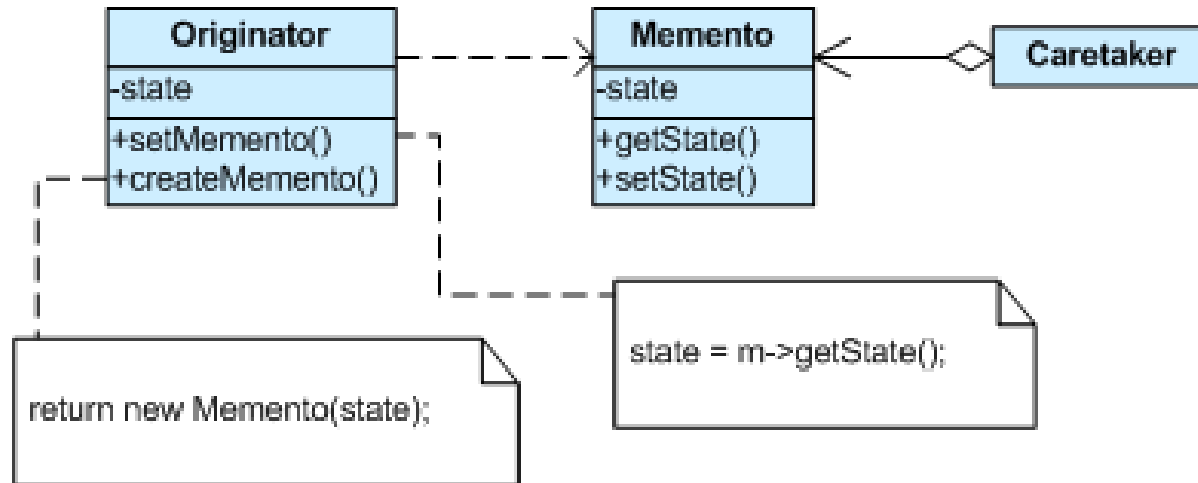 Originator
-state
+setMemento()
+createMemento()
Memento
-state
+getState()
+setState()
Caretaker
state = m->getState();
return new Memento(state);